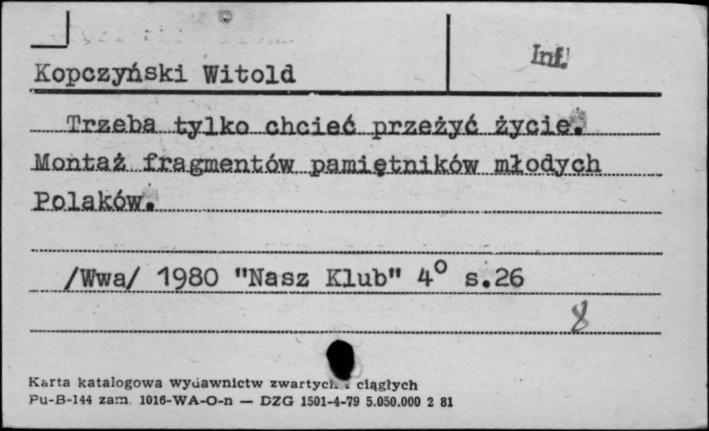 Inf.
Kopczyński Witold
Trzeba tylko chcieć przeżyć życie.
Montaż fragmentów pamiętników młodych
Polaków.
/Wwa/ 1980 "Nasz Klub" 4° s.26
8
Karta katalogowa wydawnictw zwartych i ciągłych
Pu-B-144 zam. 1016-WA-O-n — DZG 1501-4-79 5.050.000 2 81